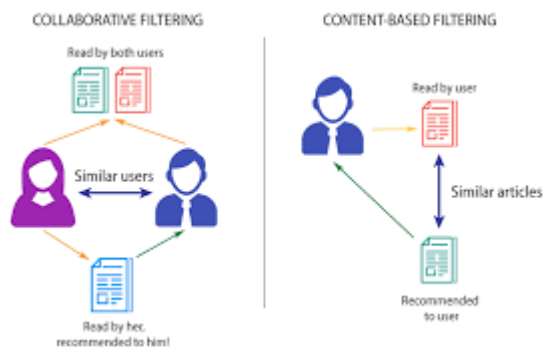 COLLABORATIVE FILTERING
Read by both users
Similar users
Read by her,
recommended to him!
CONTENT-BASED FILTERING
Read by user
Similar articles
Recommended
to user